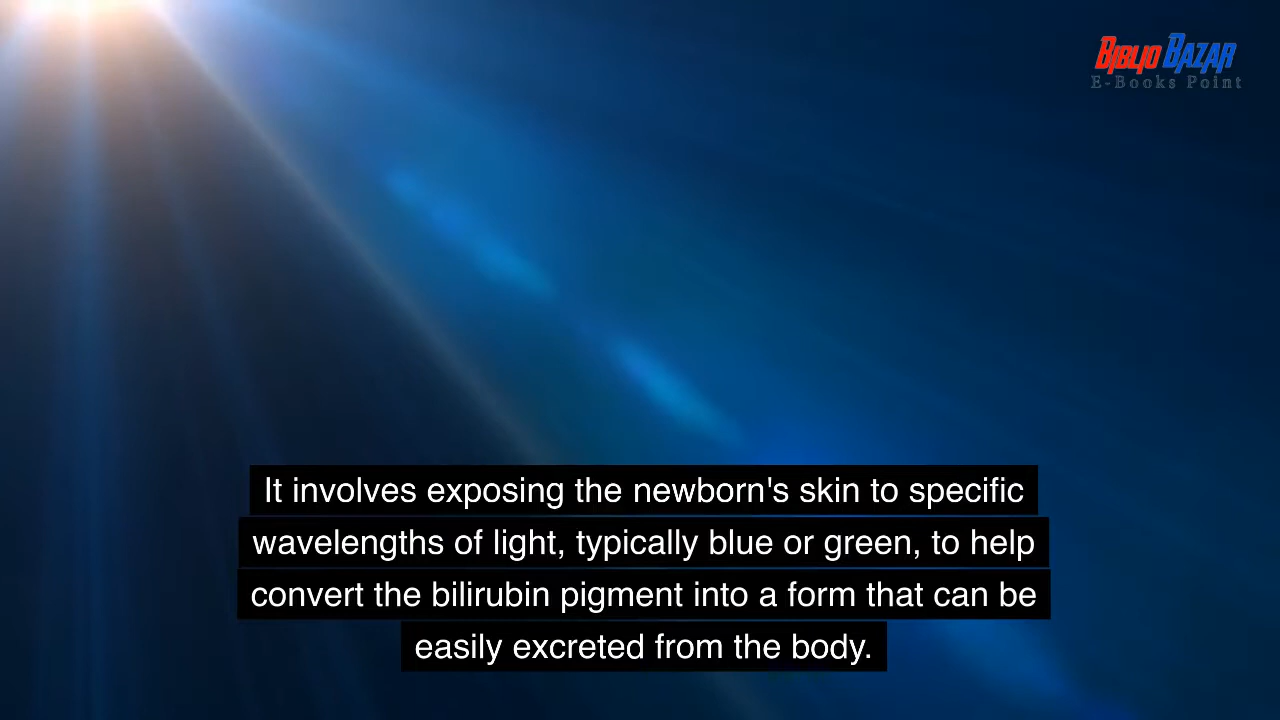 BIBLIO BAZAR
E-Books Point
It involves exposing the newborn's skin to specific
wavelengths of light, typically blue or green, to help
convert the bilirubin pigment into a form that can be
easily excreted from the body.